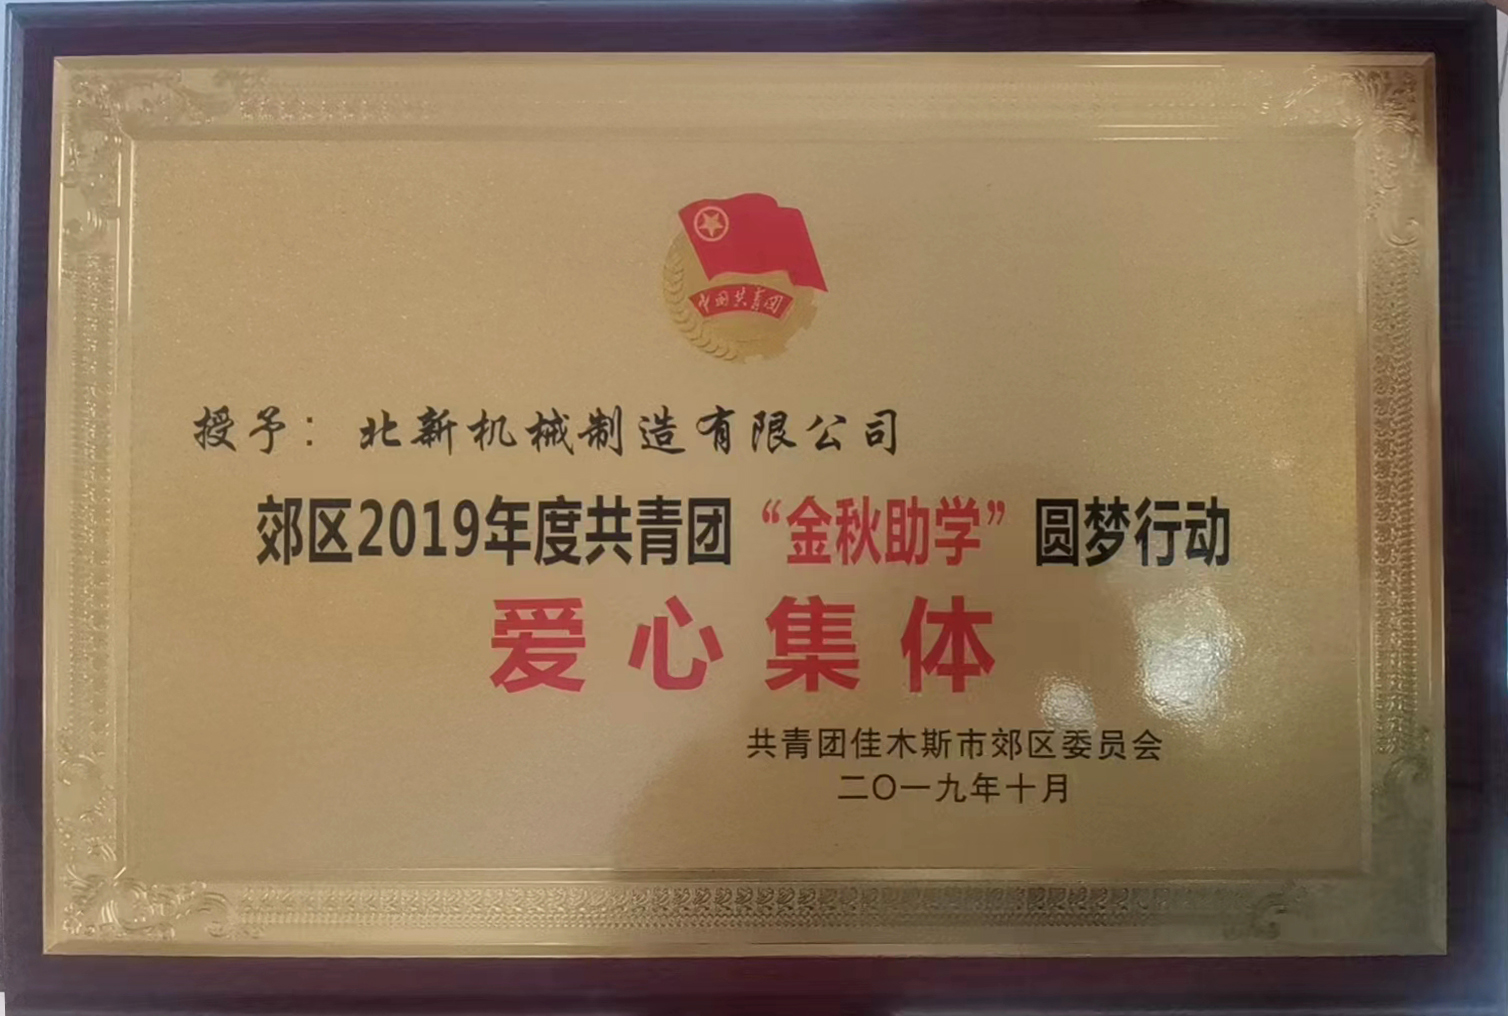 中国共青团
授予：北新机械制造有限公司
郊区2019年度共青团“金秋助学”圆梦行动
爱心集体
共青团佳木斯市郊区委员会
二〇一九年十月